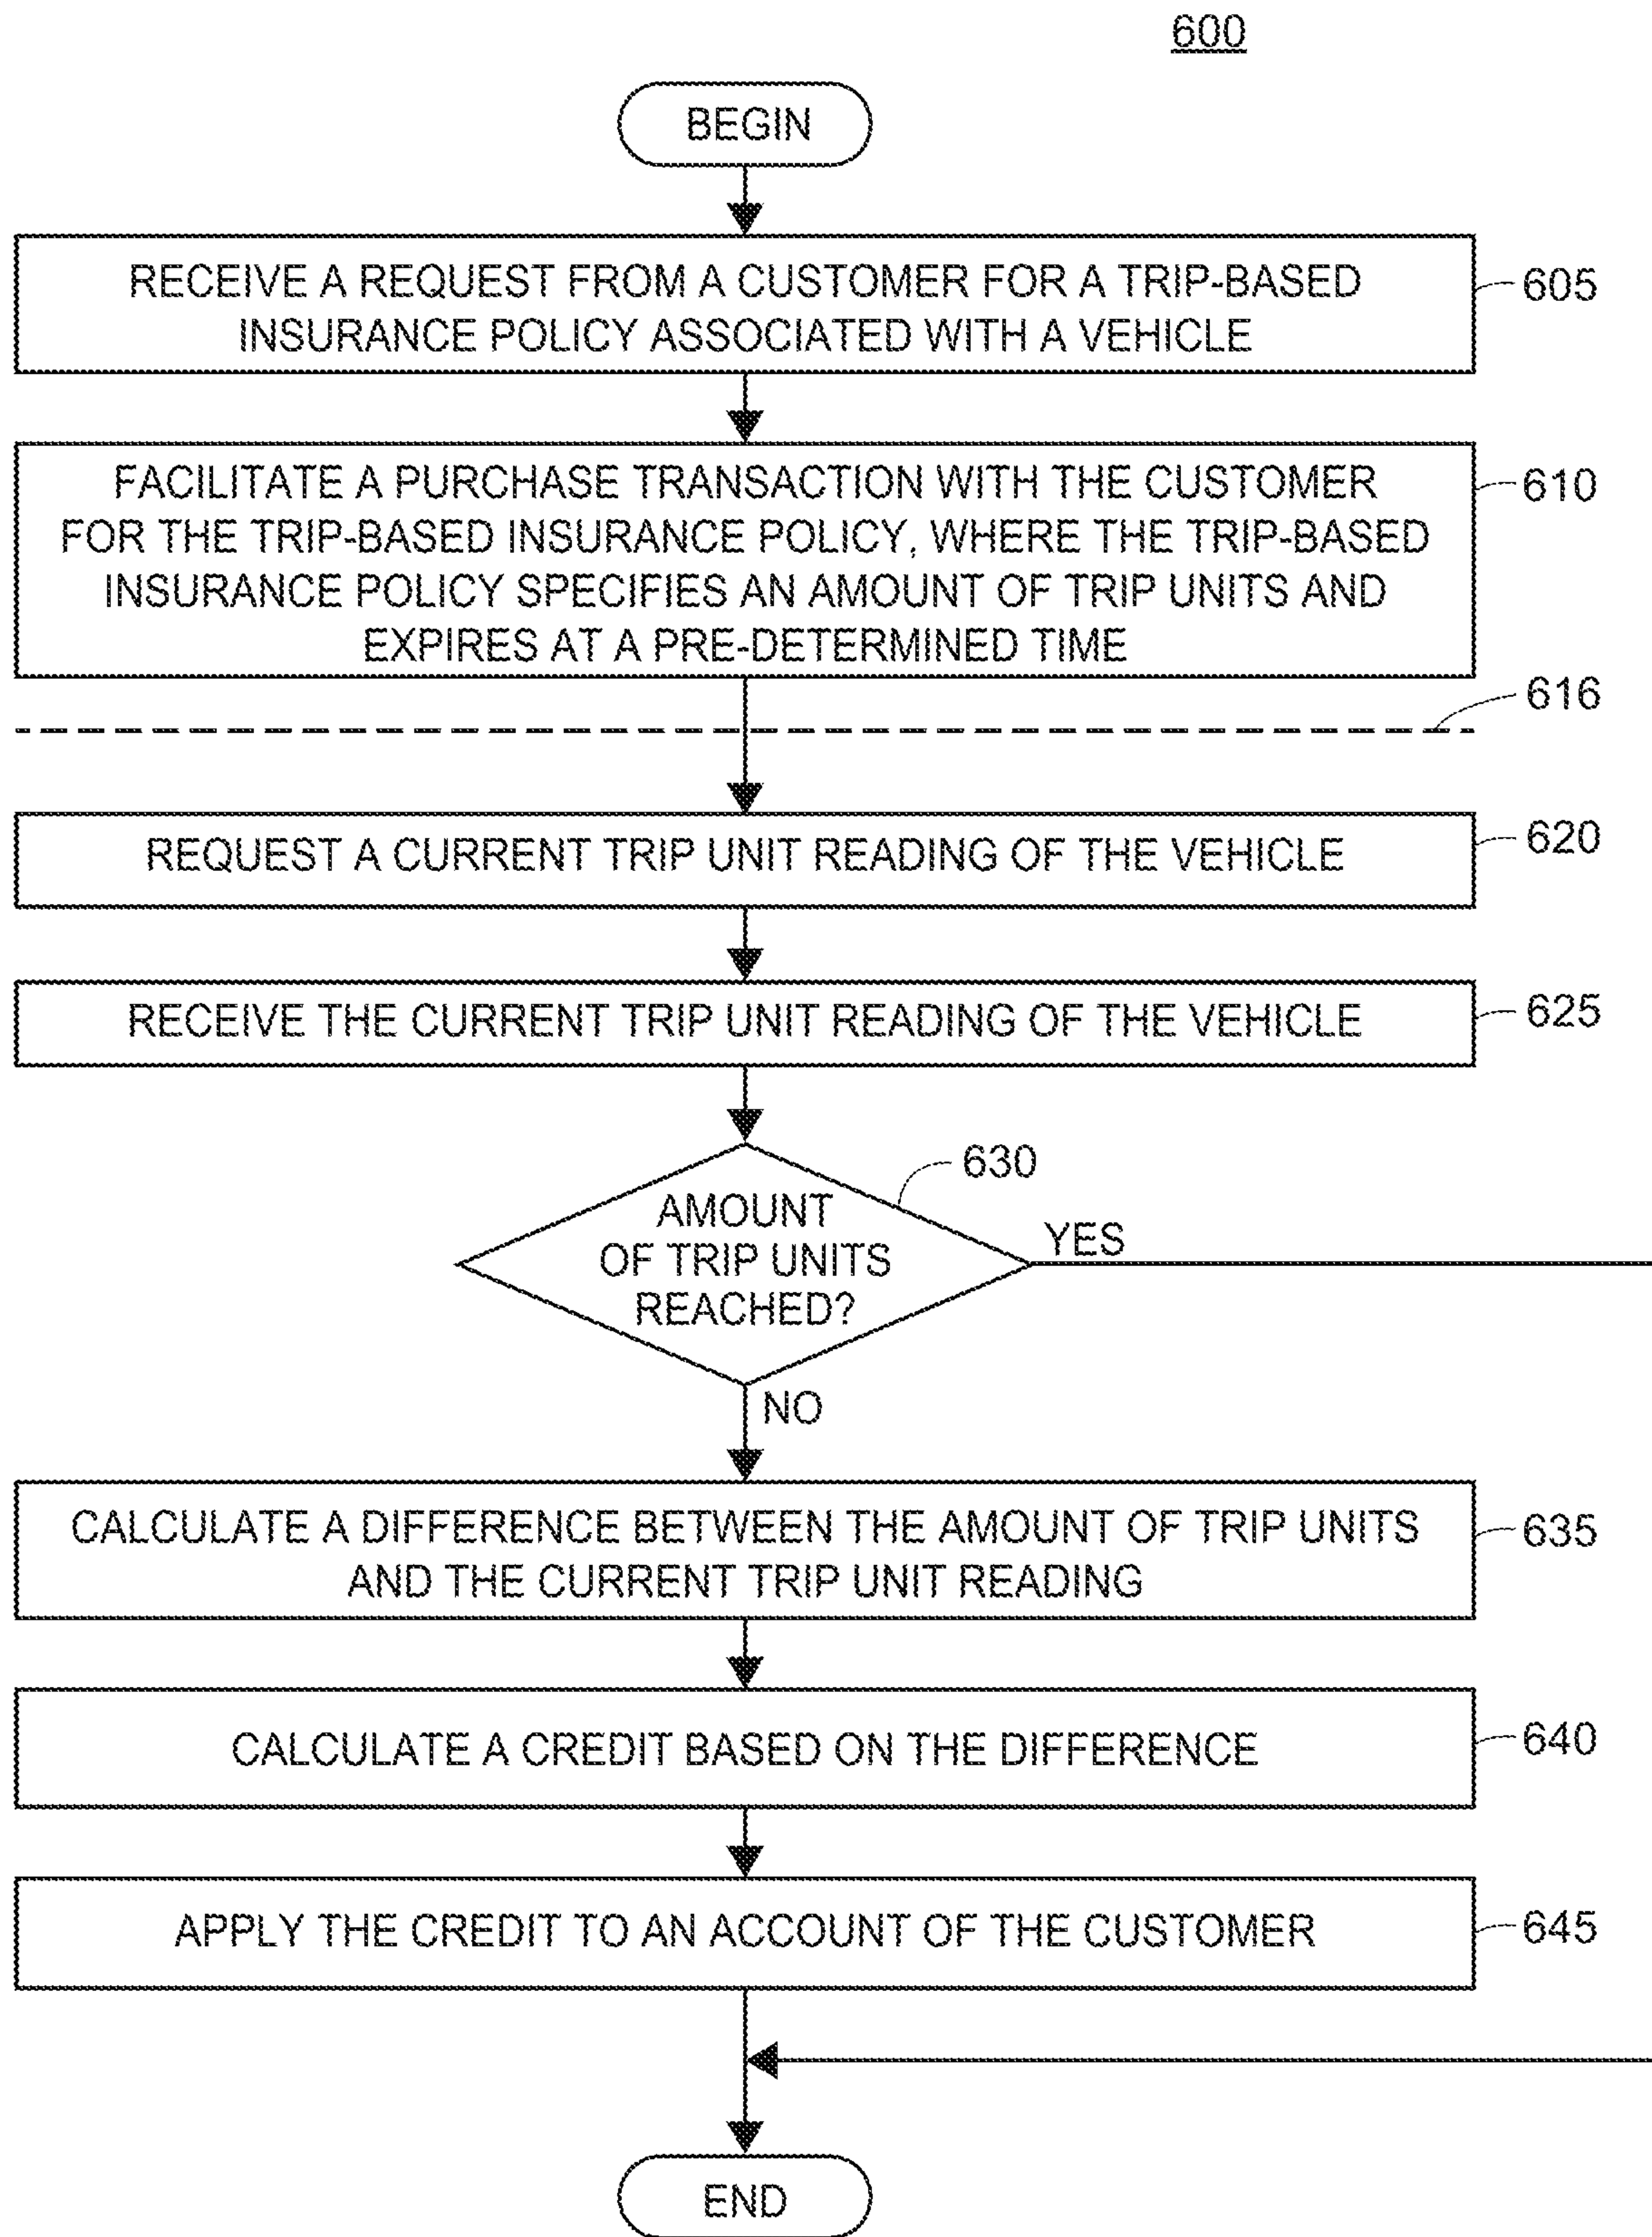 600
BEGIN
RECEIVE A REQUEST FROM A CUSTOMER FOR A TRIP-BASED
INSURANCE POLICY ASSOCIATED WITH A VEHICLE
605
FACILITATE A PURCHASE TRANSACTION WITH THE CUSTOMER
FOR THE TRIP-BASED INSURANCE POLICY, WHERE THE TRIP-BASED
INSURANCE POLICY SPECIFIES AN AMOUNT OF TRIP UNITS AND
EXPIRES AT A PRE-DETERMINED TIME
610
616
REQUEST A CURRENT TRIP UNIT READING OF THE VEHICLE
620
RECEIVE THE CURRENT TRIP UNIT READING OF THE VEHICLE
625
630
AMOUNT
OF TRIP UNITS
REACHED?
YES
NO
CALCULATE A DIFFERENCE BETWEEN THE AMOUNT OF TRIP UNITS
AND THE CURRENT TRIP UNIT READING
635
CALCULATE A CREDIT BASED ON THE DIFFERENCE
640
APPLY THE CREDIT TO AN ACCOUNT OF THE CUSTOMER
645
END